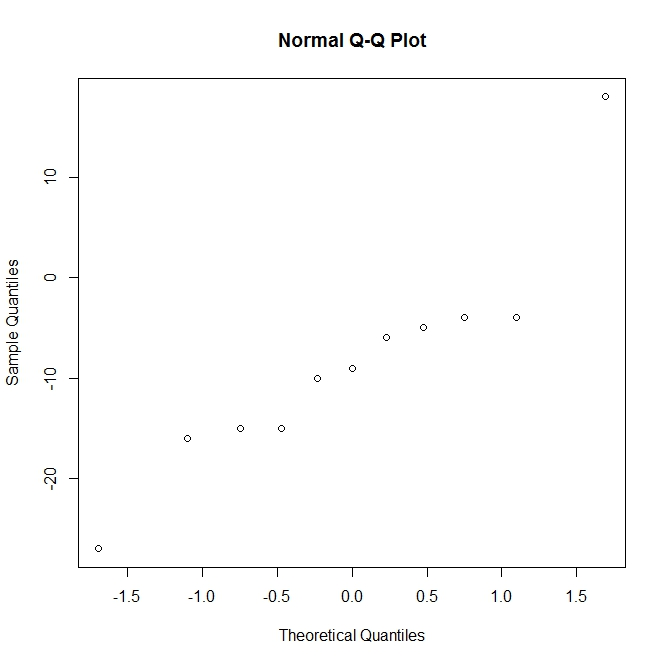 Normal Q-Q Plot
10
0
-10
-20
Sample Quantiles
-1.5 -1.0 -0.5 0.0 0.5 1.0 1.5
Theoretical Quantiles